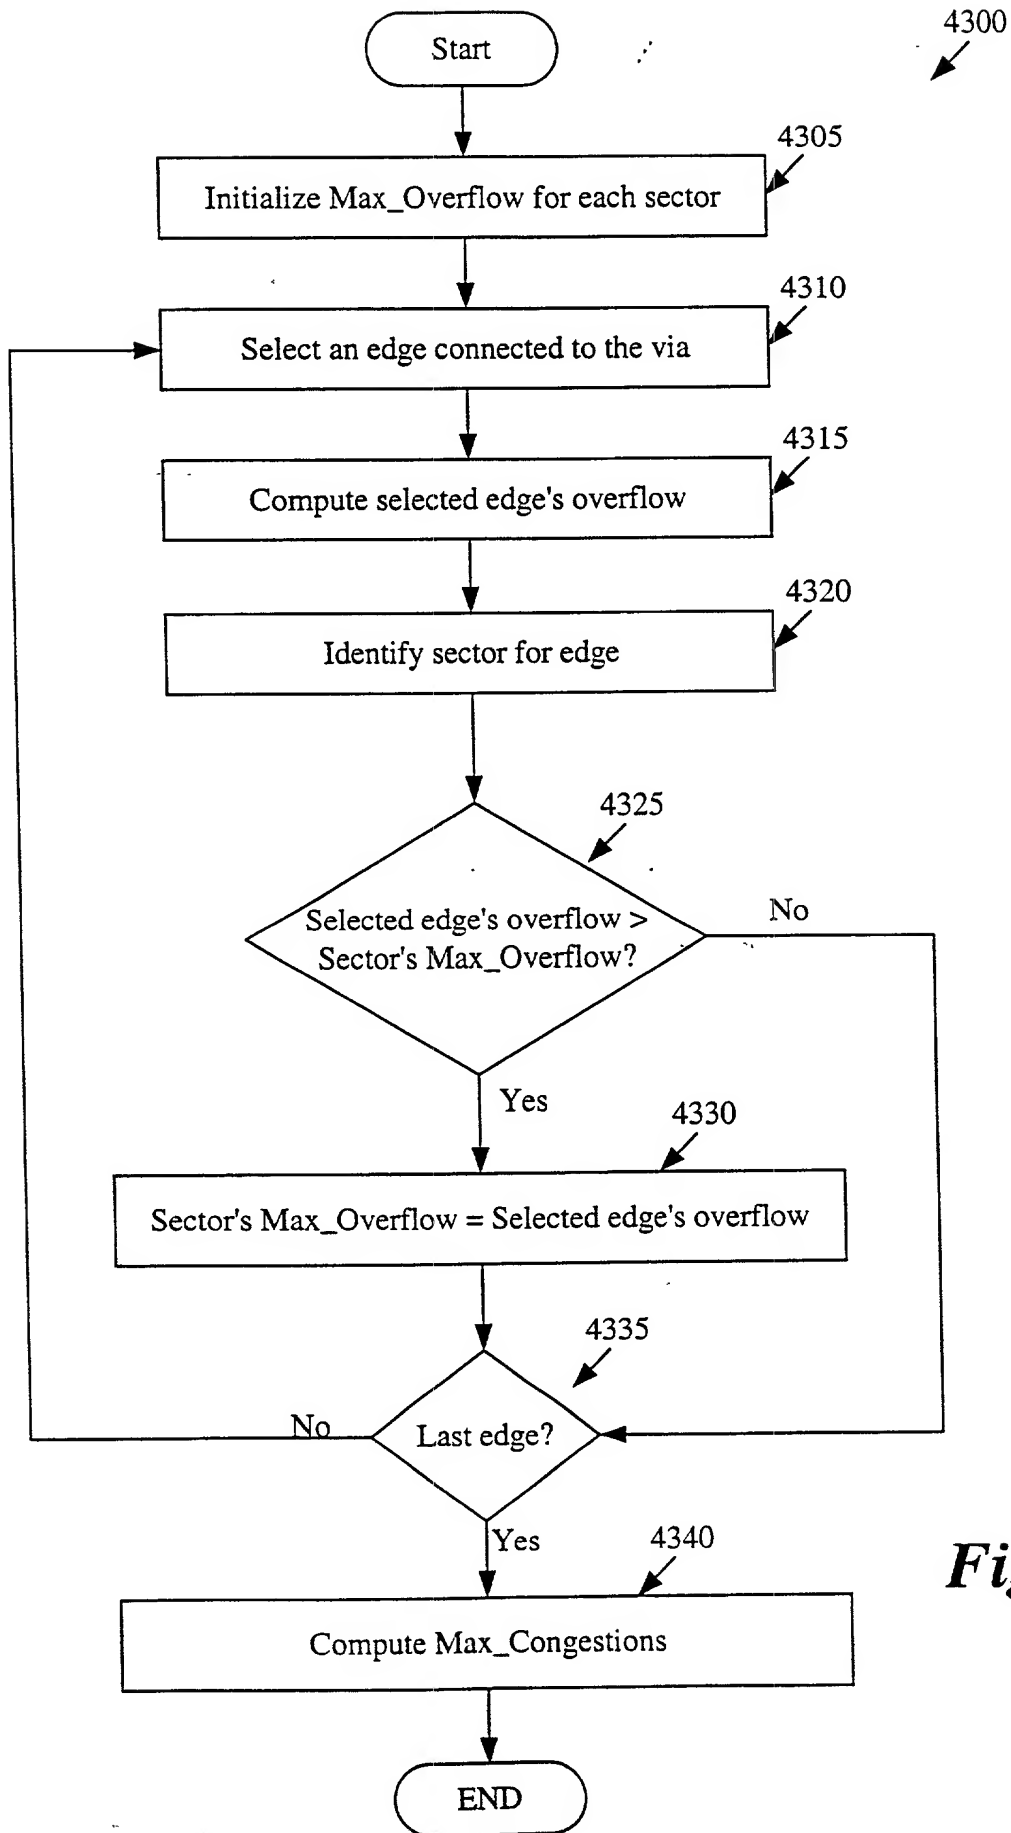 4300
Start
4305
Initialize Max_Overflow for each sector
4310
Select an edge connected to the via
4315
Compute selected edge's overflow
4320
Identify sector for edge
4325
Selected edge's overflow >
Sector's Max_Overflow?
No
Yes
4330
Sector's Max_Overflow = Selected edge's overflow
4335
Last edge?
No
Yes
4340
Compute Max_Congestions
END